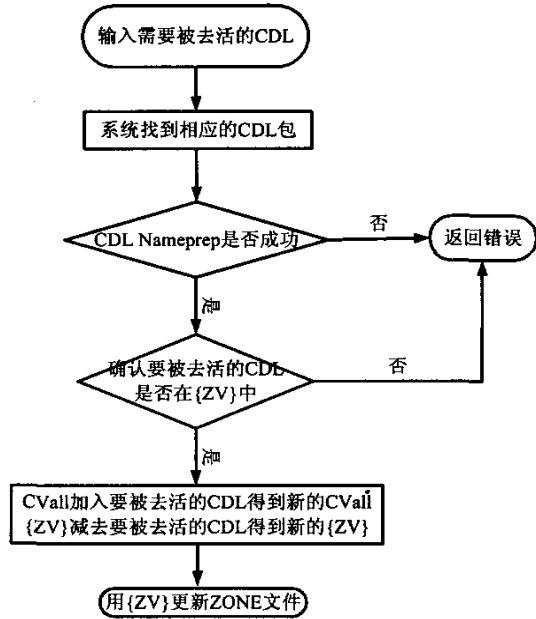 输入需要被去活的CDL
系统找到相应的CDL包
CDL Nameprep是否成功
否
返回错误
是
确认要被去活的CDL
是否在{ZV}中
否
是
CVall加入要被去活的CDL得到新的CVall
{ZV}减去要被去活的CDL得到新的{ZV}
用{ZV}更新ZONE文件